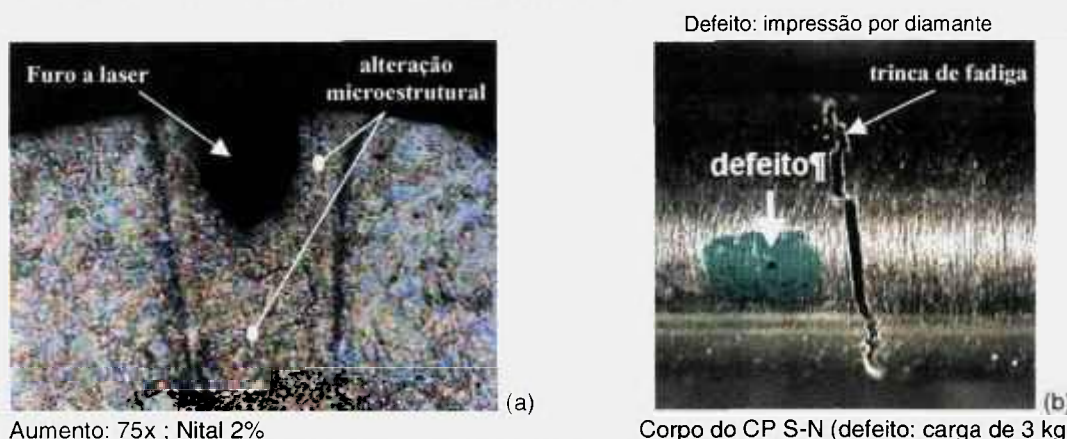 Defeito: impressão por diamante
Furo a laser
alteração
microestrutural
(a)
Aumento: 75x ; Nital 2%
trinca de fadiga
defeito¶
(b)
Corpo do CP S-N (defeito: carga de 3 kg